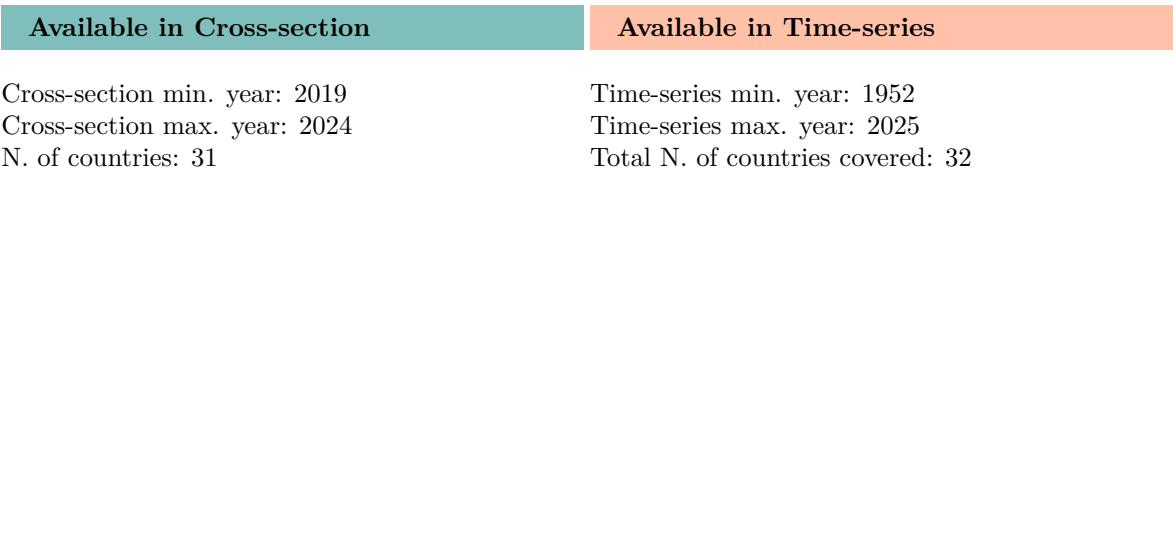 Available in Cross-section
Cross-section min. year: 2019
Cross-section max. year: 2024
N. of countries: 31
Available in Time-series
Time-series min. year: 1952
Time-series max. year: 2025
Total N. of countries covered: 32